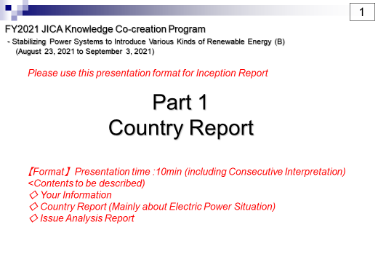 1
FY2021 JICA Knowledge Co-creation Program
- Stabilizing Power Systems to Introduce Various Kinds of Renewable Energy (B)
(August 23, 2021 to September 3, 2021)
Please use this presentation format for Inception Report
Part 1
Country Report
【Format】 Presentation time :10min (including Consecutive Interpretation)
<Contents to be described)
◇ Your Information
◇ Country Report (Mainly about Electric Power Situation)
◇ Issue Analysis Report